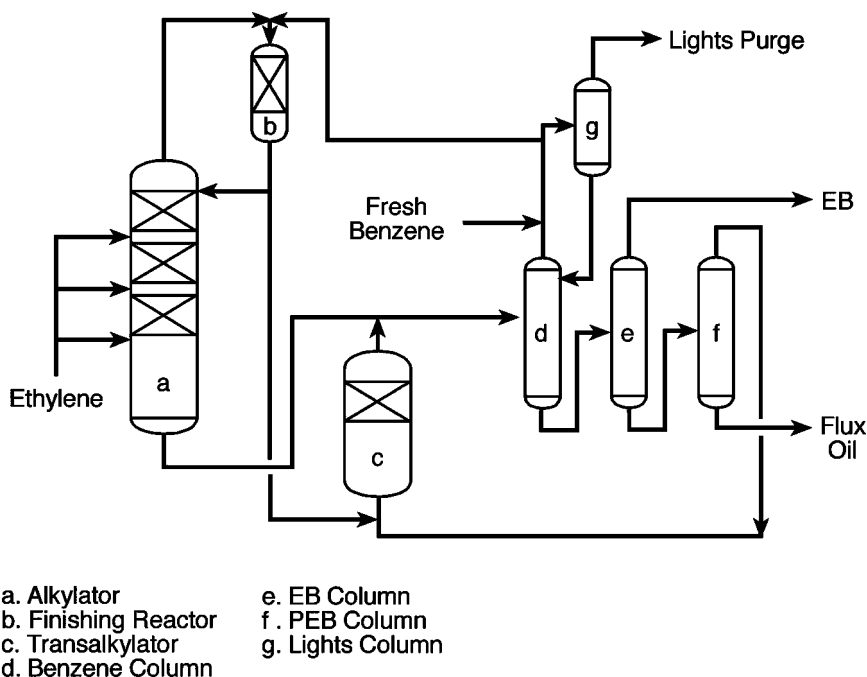 Lights Purge
g
b
EB
Fresh
Benzene
d
e
f
a
Ethylene
c
Flux
Oil
a. Alkylator
b. Finishing Reactor
c. Transalkylator
d. Benzene Column
e. EB Column
f . PEB Column
g. Lights Column